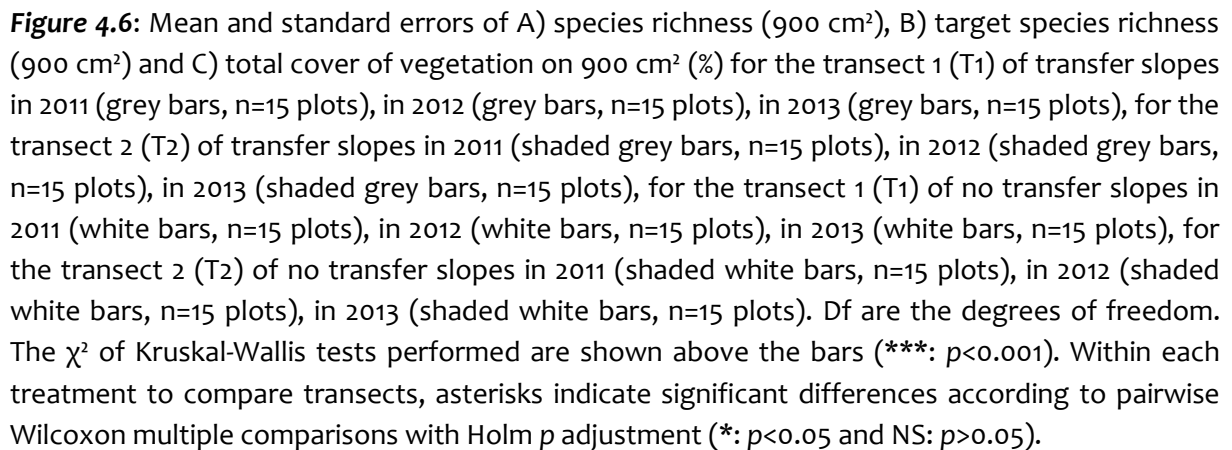 Figure 4.6: Mean and standard errors of A) species richness (900 cm²), B) target species richness
(900 cm²) and C) total cover of vegetation on 900 cm² (%) for the transect 1 (T1) of transfer slopes
in 2011 (grey bars, n=15 plots), in 2012 (grey bars, n=15 plots), in 2013 (grey bars, n=15 plots), for the
transect 2 (T2) of transfer slopes in 2011 (shaded grey bars, n=15 plots), in 2012 (shaded grey bars,
n=15 plots), in 2013 (shaded grey bars, n=15 plots), for the transect 1 (T1) of no transfer slopes in
2011 (white bars, n=15 plots), in 2012 (white bars, n=15 plots), in 2013 (white bars, n=15 plots), for
the transect 2 (T2) of no transfer slopes in 2011 (shaded white bars, n=15 plots), in 2012 (shaded
white bars, n=15 plots), in 2013 (shaded white bars, n=15 plots). Df are the degrees of freedom.
The χ² of Kruskal-Wallis tests performed are shown above the bars (***: p<0.001). Within each
treatment to compare transects, asterisks indicate significant differences according to pairwise
Wilcoxon multiple comparisons with Holm p adjustment (*: p<0.05 and NS: p>0.05).